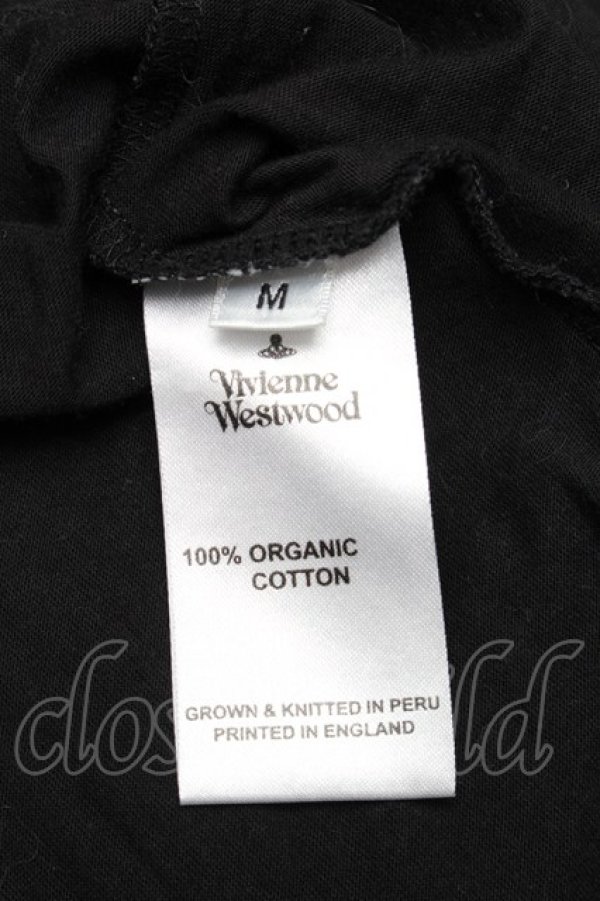 M
Vivienne
Westwood
100% ORGANIC
COTTON
GROWN & KNITTED IN PERU
PRINTED IN ENGLAND